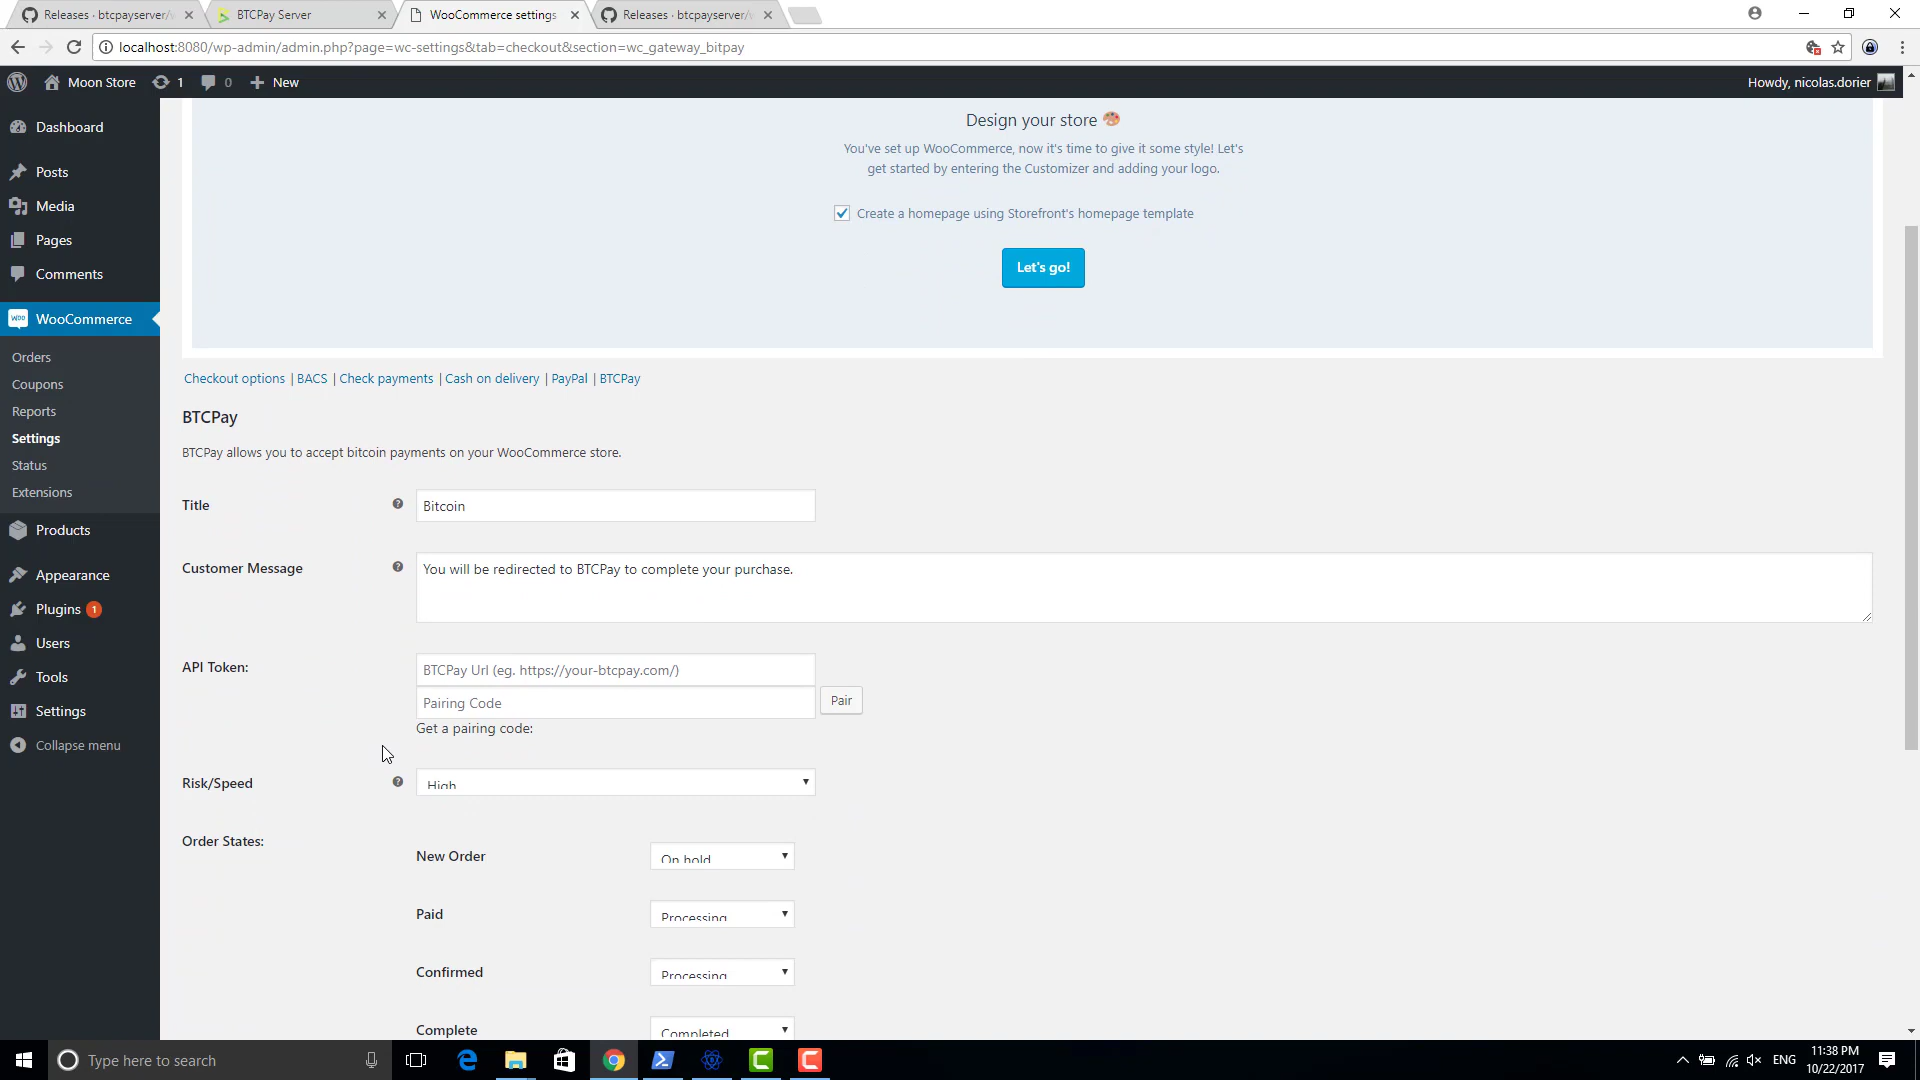 Releases · btcpayserver/w
BTCPay Server
WooCommerce settings
Releases · btcpayserver/
localhost:8080/wp-admin/admin.php?page=wc-settings&tab=checkout&section=wc_gateway_bitpay
Moon Store
1
0
New
Howdy, nicolas.dorier
Dashboard
Posts
Media
Pages
Comments
WooCommerce
Orders
Coupons
Reports
Settings
Status
Extensions
Products
Appearance
Plugins 1
Users
Tools
Settings
Collapse menu
Design your store
You've set up WooCommerce, now it's time to give it some style! Let's
get started by entering the Customizer and adding your logo.
Create a homepage using Storefront's homepage template
Let's go!
Checkout options | BACS | Check payments | Cash on delivery | PayPal | BTCPay
BTCPay
BTCPay allows you to accept bitcoin payments on your WooCommerce store.
Title
Bitcoin
Customer Message
You will be redirected to BTCPay to complete your purchase.
API Token:
BTCPay Url (eg. https://your-btcpay.com/)
Pairing Code
Pair
Get a pairing code:
Risk/Speed
High
Order States:
New Order
On hold
Paid
Processing
Confirmed
Processing
Complete
Completed
Type here to search
ENG
11:38 PM
10/22/2017